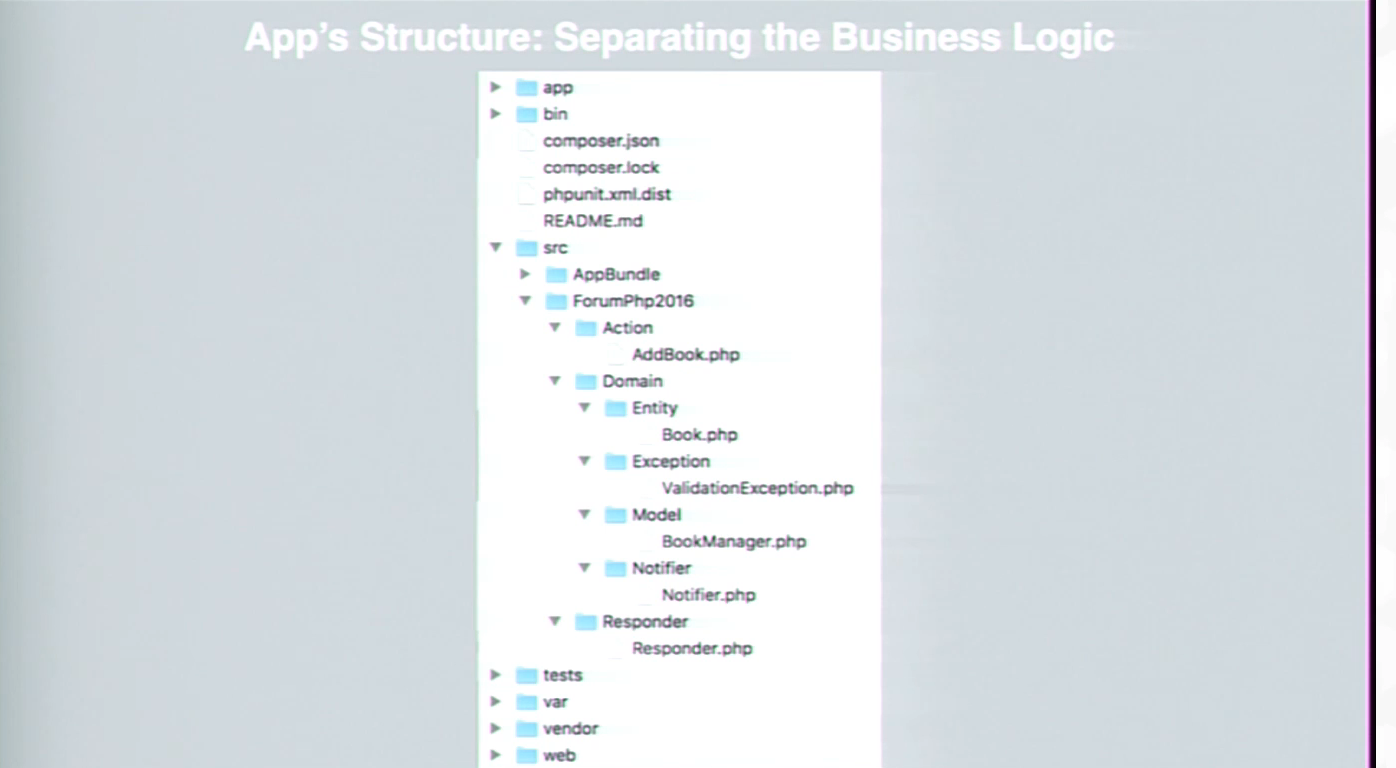 App's Structure: Separating the Business Logic
app
bin
composer.json
composer.lock
phpunit.xml.dist
README.md
src
AppBundle
ForumPhp2016
Action
AddBook.php
Domain
Entity
Book.php
Exception
ValidationException.php
Model
BookManager.php
Notifier
Notifier.php
Responder
Responder.php
tests
var
vendor
web